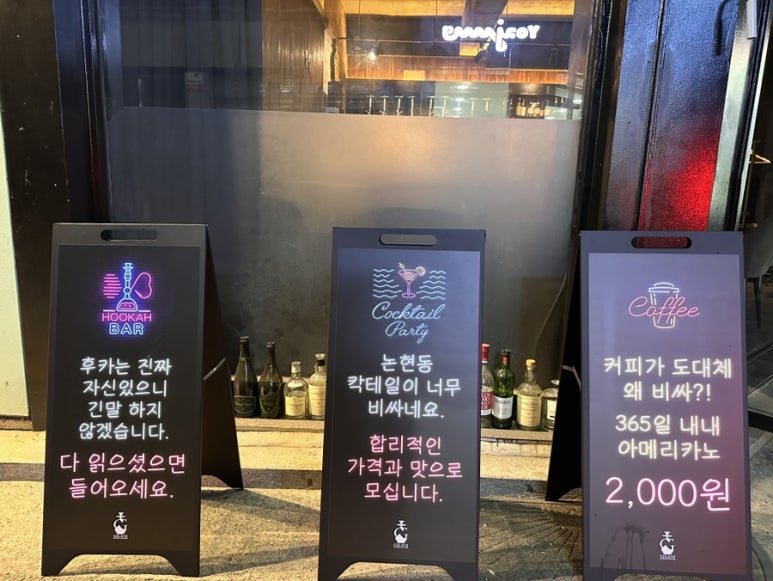 HOOKAH
BAR
후카는 진짜
자신있으니
긴말 하지
않겠습니다.
다 읽으셨으면
들어오세요.
Cocktail
Party
논현동
칵테일이 너무
비싸네요.
합리적인
가격과 맛으로
모십니다.
Coffee
커피가 도대체
왜 비싸?!
365일 내내
아메리카노
2,000원